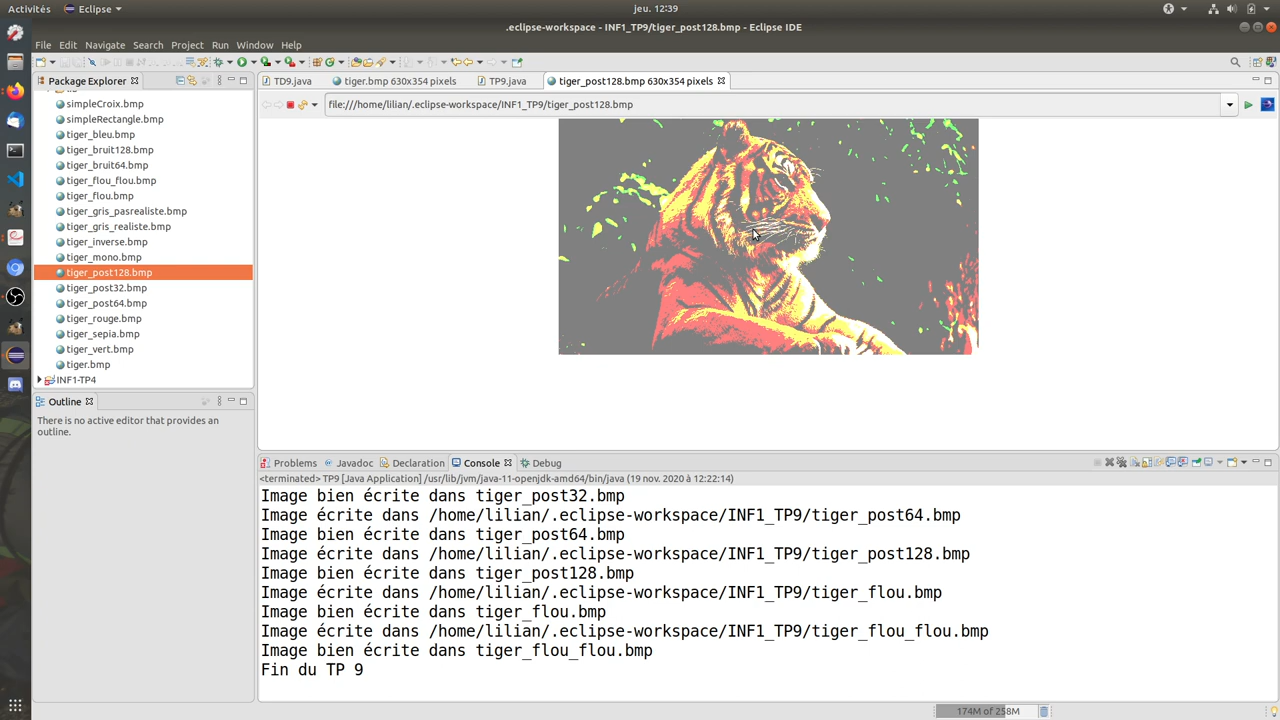 Activités Eclipse jeu. 12:39
.eclipse-workspace - INF1_TP9/tiger_post128.bmp - Eclipse IDE
File Edit Navigate Search Project Run Window Help
Package Explorer
TD9.java tiger.bmp 630x354 pixels TP9.java tiger_post128.bmp 630x354 pixels
file:///home/lilian/.eclipse-workspace/INF1_TP9/tiger_post128.bmp
simpleCroix.bmp
simpleRectangle.bmp
tiger_bleu.bmp
tiger_bruit128.bmp
tiger_bruit64.bmp
tiger_flou_flou.bmp
tiger_flou.bmp
tiger_gris_pasrealiste.bmp
tiger_gris_realiste.bmp
tiger_inverse.bmp
tiger_mono.bmp
tiger_post128.bmp
tiger_post32.bmp
tiger_post64.bmp
tiger_rouge.bmp
tiger_sepia.bmp
tiger_vert.bmp
tiger.bmp
INF1-TP4
Outline
There is no active editor that provides an
outline.
Problems Javadoc Declaration Console Debug
<terminated> TP9 [Java Application] /usr/lib/jvm/java-11-openjdk-amd64/bin/java (19 nov. 2020 à 12:22:14)
Image bien écrite dans tiger_post32.bmp
Image écrite dans /home/lilian/.eclipse-workspace/INF1_TP9/tiger_post64.bmp
Image bien écrite dans tiger_post64.bmp
Image écrite dans /home/lilian/.eclipse-workspace/INF1_TP9/tiger_post128.bmp
Image bien écrite dans tiger_post128.bmp
Image écrite dans /home/lilian/.eclipse-workspace/INF1_TP9/tiger_flou.bmp
Image bien écrite dans tiger_flou.bmp
Image écrite dans /home/lilian/.eclipse-workspace/INF1_TP9/tiger_flou_flou.bmp
Image bien écrite dans tiger_flou_flou.bmp
Fin du TP 9
174M of 258M